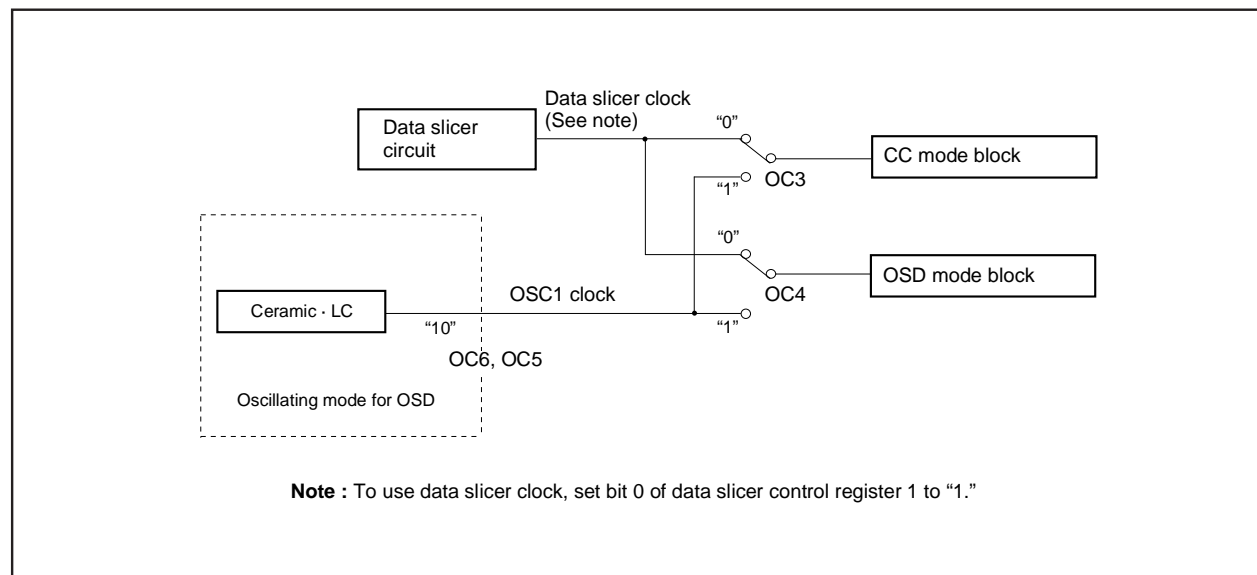 Data slicer clock
(See note)
Data slicer
circuit
“0”
CC mode block
“1”
OC3
“0”
OSD mode block
OC4
Ceramic · LC
OSC1 clock
“10”
“1”
OC6, OC5
Oscillating mode for OSD
Note : To use data slicer clock, set bit 0 of data slicer control register 1 to “1.”